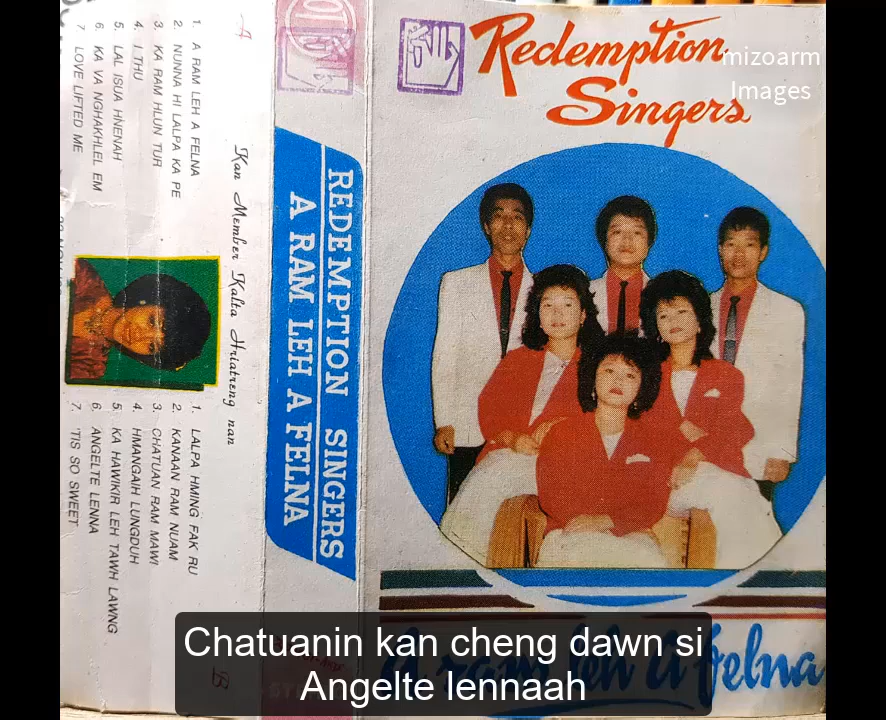 Redemption
Singers
mizoarm
Images
REDEMPTION SINGERS
A RAM LEH A FELNA
A
1. A RAM LEH A FELNA
2. NUNNA HI LALPA KA PE
3. KA RAM HLUN TUR
4. I THU
5. LAL ISUA HNENAH
6. KA VA NGHAKHLEL EM
7 LOVE LIFTED ME
Kan Member Kalta Hriatreng nan
1. LALPA HMING FAK RU
2. KANAAN RAM NUAM
3. CHATUAN RAM MAWI
4. HMANGAIH LUNGDUH
5. KA HAWIKIR LEH TAWH LAWNG
6. ANGELTE LENNA
7. 'TIS SO SWEET
B
A ram leh A felna
Chatuanin kan cheng dawn si
Angelte lennaah